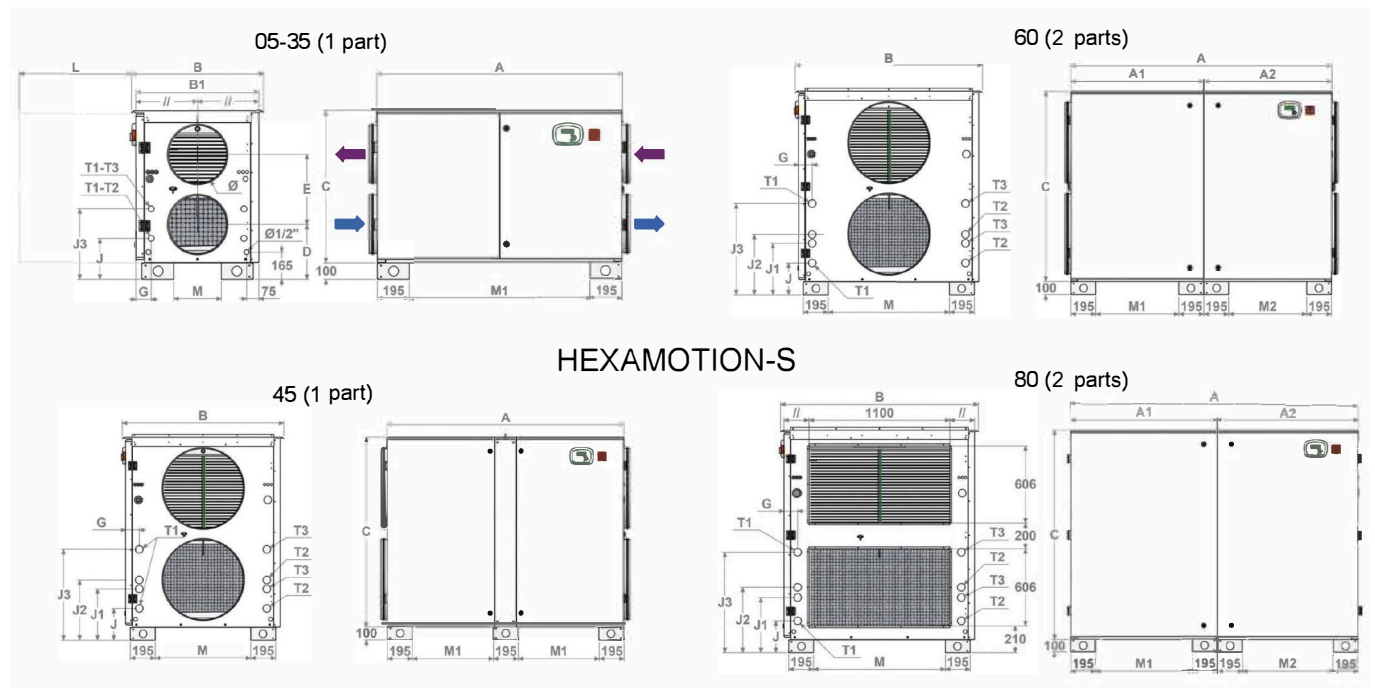 05-35 (1 part)
L
B
A
B1
//
//
T1-T3
T1-T2
Ø
E
C
J3
J
Ø1/2"
D
165
100
G
M
75
195
M1
195
60 (2 parts)
B
A
A1
A2
G
T1
T3
T2
T3
T2
C
J3
J2
J1
J
T1
100
195
M
195
195
M1
195
195
M2
195
HEXAMOTION-S
45 (1 part)
B
A
G
T1
T3
T2
T3
T2
C
J3
J2
J1
J
100
195
M
195
195
M1
195
M1
195
80 (2 parts)
B
A
//
1100
//
A1
A2
G
606
T1
T3
200
T2
T3
606
T2
C
J3
J2
J1
J
T1
210
100
195
M
195
195
M1
195
195
M2
195